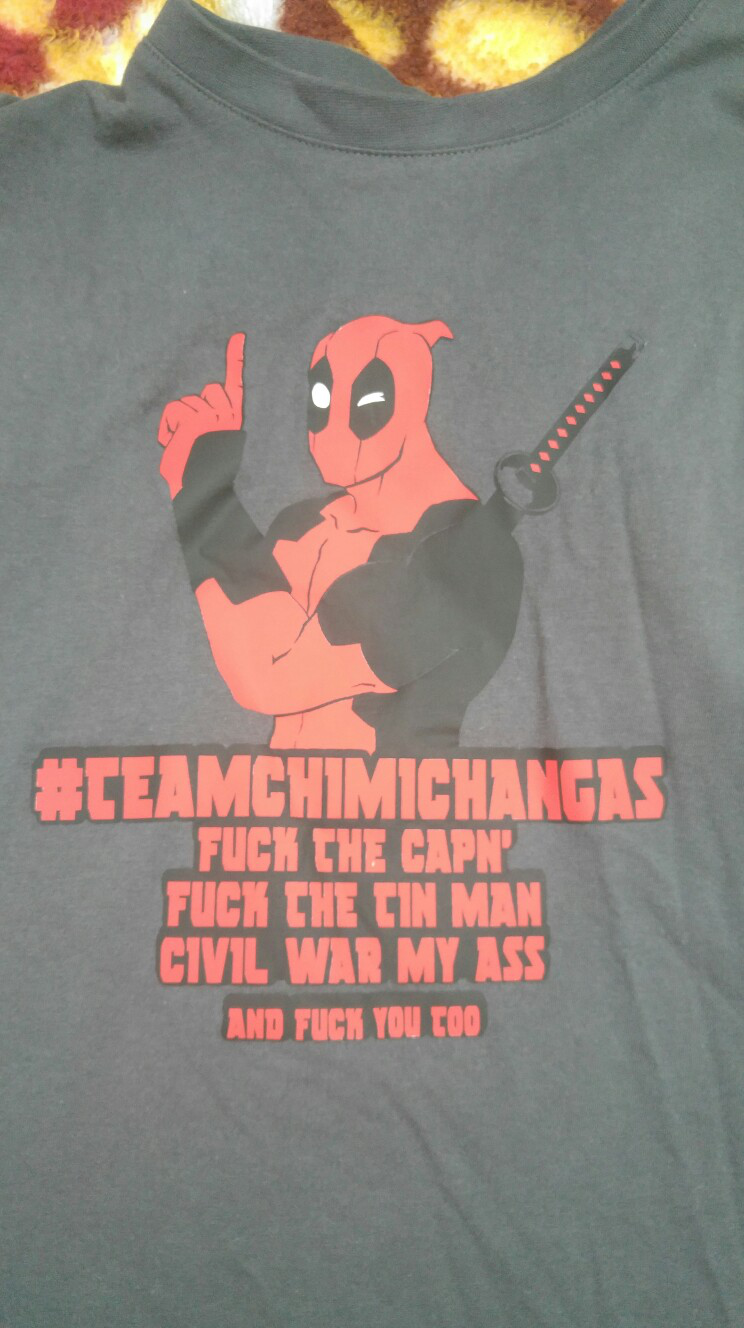 #TEAMCHIMICHANGAS
FUCK THE CAPN'
FUCK THE TIN MAN
CIVIL WAR MY ASS
AND FUCK YOU TOO